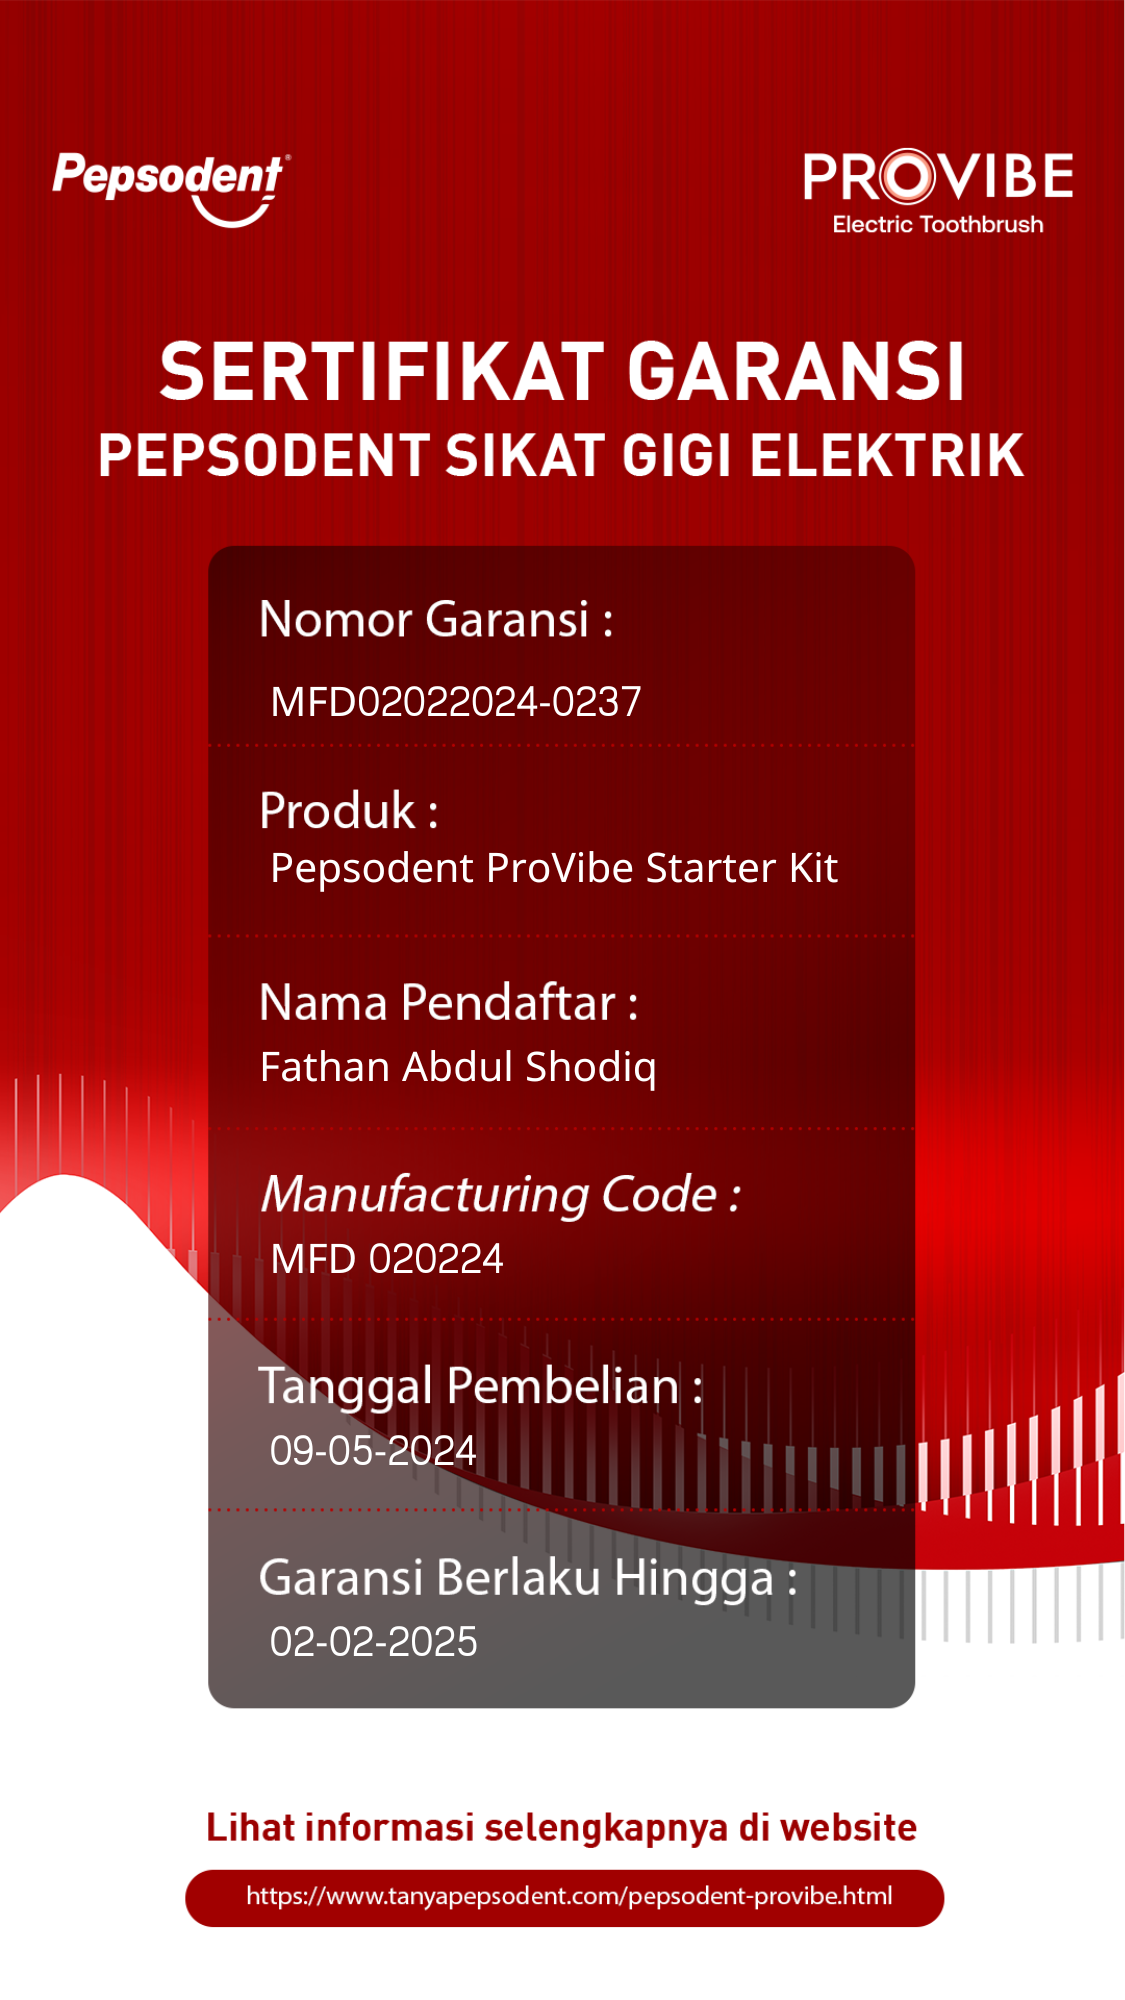 Pepsodent®
PROVIBE
Electric Toothbrush
SERTIFIKAT GARANSI
PEPSODENT SIKAT GIGI ELEKTRIK
Nomor Garansi :
MFD02022024-0237
Produk :
Pepsodent ProVibe Starter Kit
Nama Pendaftar :
Fathan Abdul Shodiq
Manufacturing Code :
MFD 020224
Tanggal Pembelian :
09-05-2024
Garansi Berlaku Hingga :
02-02-2025
Lihat informasi selengkapnya di website
https://www.tanyapepsodent.com/pepsodent-provibe.html